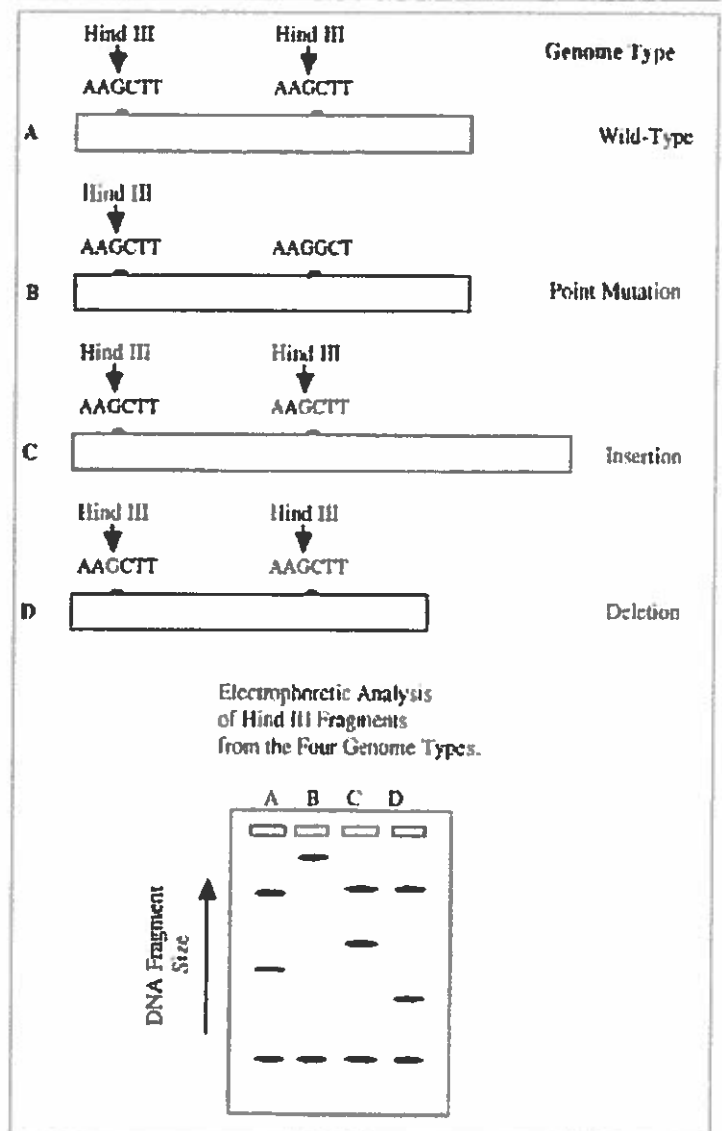 Hind III Hind III Genome Type
AAGCTT AAGCTT
A Wild-Type
Hind III
AAGCTT AAGGCT
B Point Mutation
Hind III Hind III
AAGCTT AAGCTT
C Insertion
Hind III Hind III
AAGCTT AAGCTT
D Deletion
Electrophoretic Analysis
of Hind III Fragments
from the Four Genome Types.
A B C D
DNA Fragment
Size